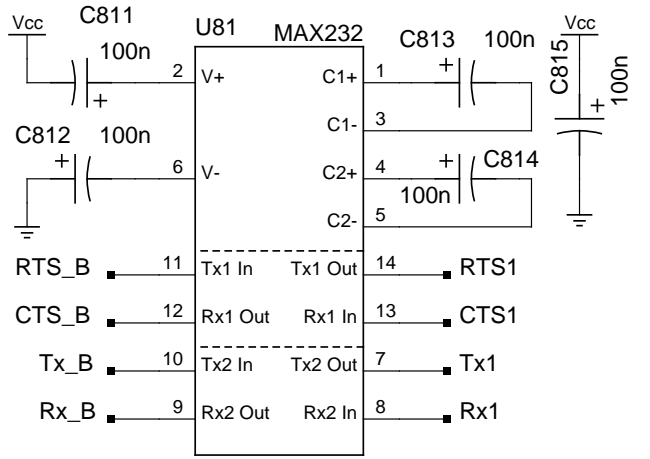 C811
Vcc
100n
+
U81
MAX232
C813
100n
+
Vcc
C815
100n
+
2
V+
C1+
1
C1-
3
C812
100n
+
6
V-
C2+
4
+
C814
100n
C2-
5
RTS_B
11
Tx1 In
Tx1 Out
14
RTS1
CTS_B
12
Rx1 Out
Rx1 In
13
CTS1
Tx_B
10
Tx2 In
Tx2 Out
7
Tx1
Rx_B
9
Rx2 Out
Rx2 In
8
Rx1